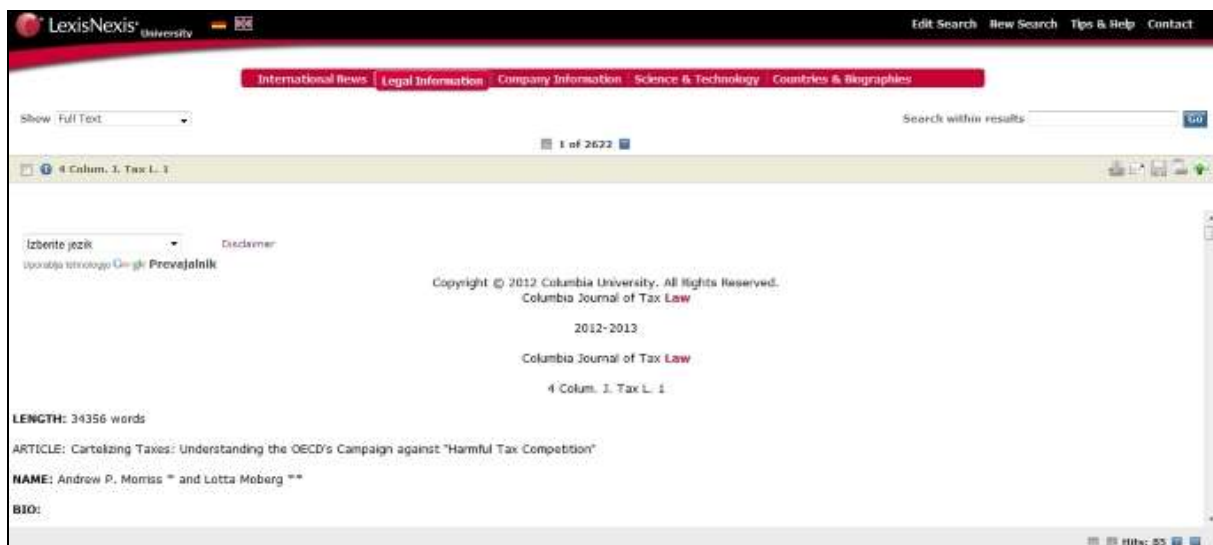 LexisNexis® University
Edit Search New Search Tips & Help Contact
International News Legal Information Company Information Science & Technology Countries & Biographies
Show Full Text Search within results Go
1 of 2622
4 Colum. J. Tax L. 1
Izberite jezik Disclaimer
Uporablja tehnologijo Google Prevajalnik
Copyright © 2012 Columbia University. All Rights Reserved.
Columbia Journal of Tax Law
2012-2013
Columbia Journal of Tax Law
4 Colum. J. Tax L. 1
LENGTH: 34356 words
ARTICLE: Cartelizing Taxes: Understanding the OECD's Campaign against "Harmful Tax Competition"
NAME: Andrew P. Morriss * and Lotta Moberg **
BIO:
Hits: 85